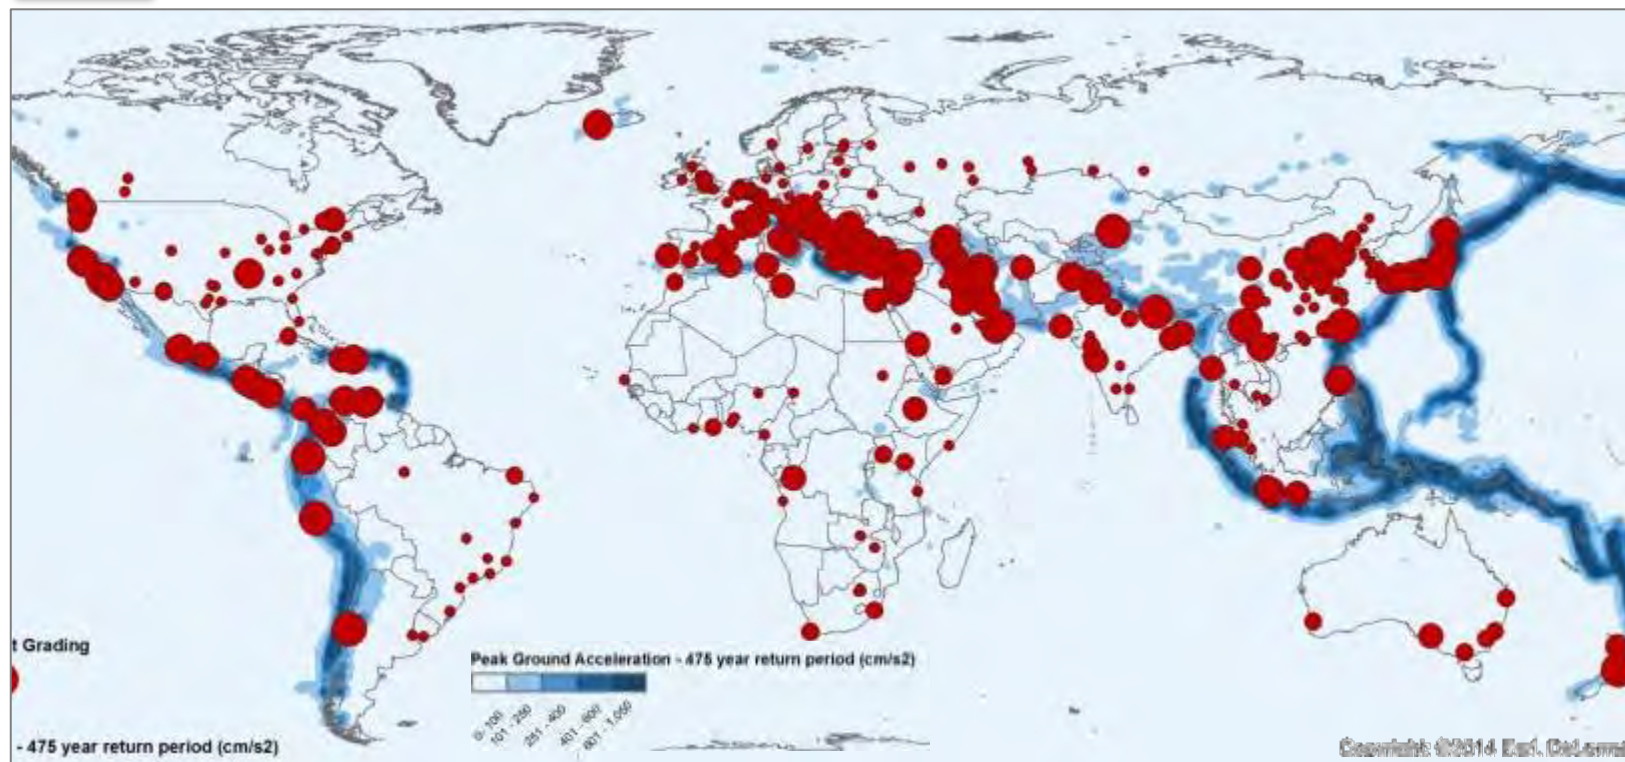 t Grading
Peak Ground Acceleration - 475 year return period (cm/s2)
0 - 100
101 - 250
251 - 400
401 - 600
601 - 1,050
- 475 year return period (cm/s2)
Copyright: ©2014 Esri,